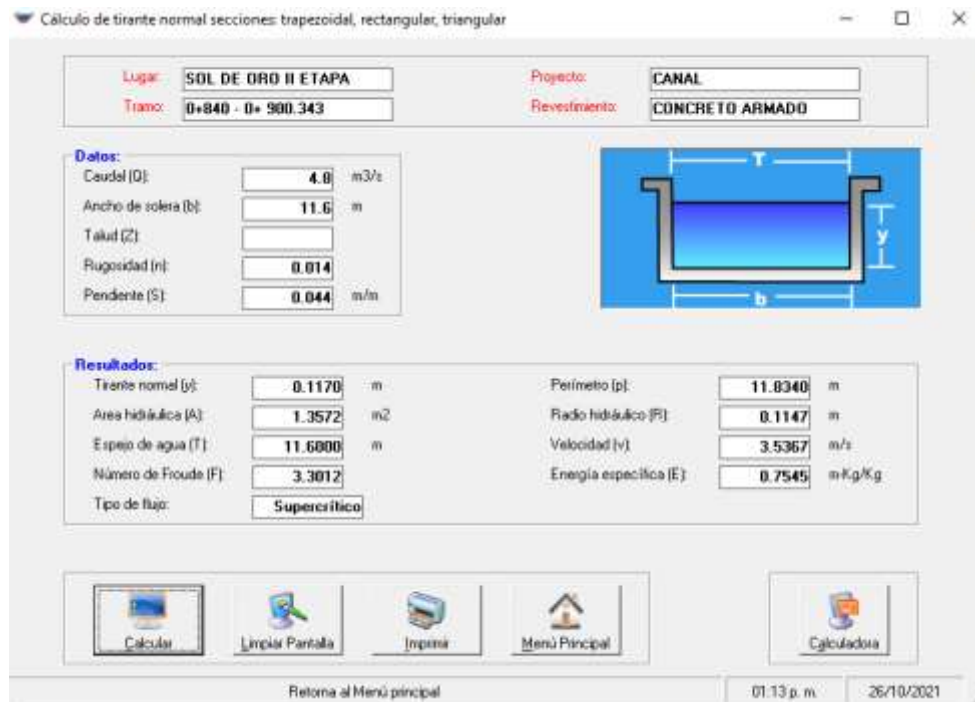 Cálculo de tirante normal secciones: trapezoidal, rectangular, triangular
Lugar: SOL DE ORO II ETAPA Proyecto: CANAL
Tramo: 0+840 - 0+ 900.343 Revestimiento: CONCRETO ARMADO
Datos:
Caudal (Q): 4.8 m3/s
Ancho de solera (b): 11.6 m
Talud (Z):
Rugosidad (n): 0.014
Pendiente (S): 0.044 m/m
T
y
b
Resultados:
Tirante normal (y): 0.1170 m Perímetro (p): 11.8340 m
Area hidráulica (A): 1.3572 m2 Radio hidráulico (R): 0.1147 m
Espejo de agua (T): 11.6000 m Velocidad (v): 3.5367 m/s
Número de Froude (F): 3.3012 Energía específica (E): 0.7545 m-Kg/Kg
Tipo de flujo: Supercrítico
Calcular Limpiar Pantalla Imprimir Menú Principal Calculadora
Retorna al Menú principal 01:13 p. m. 26/10/2021